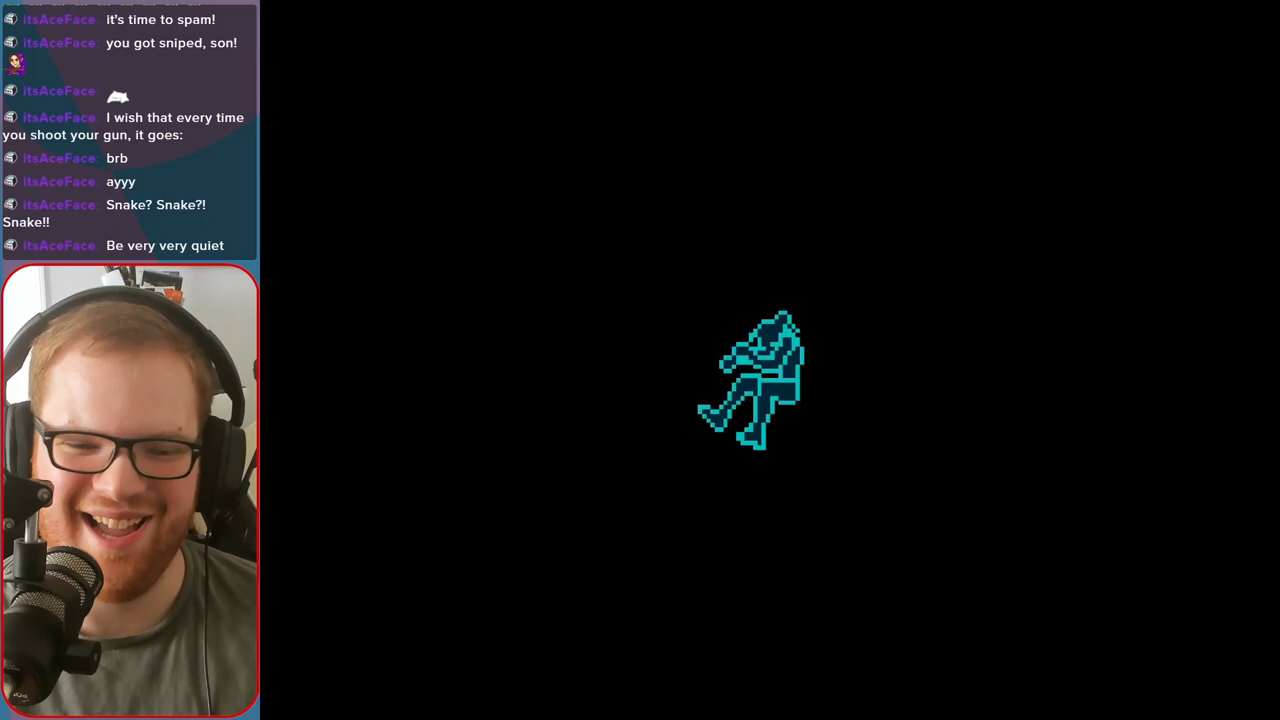 itsAceFace: it's time to spam!
itsAceFace: you got sniped, son!
itsAceFace:
itsAceFace: I wish that every time
you shoot your gun, it goes:
itsAceFace: brb
itsAceFace: ayyy
itsAceFace: Snake? Snake?!
Snake!!
itsAceFace: Be very very quiet